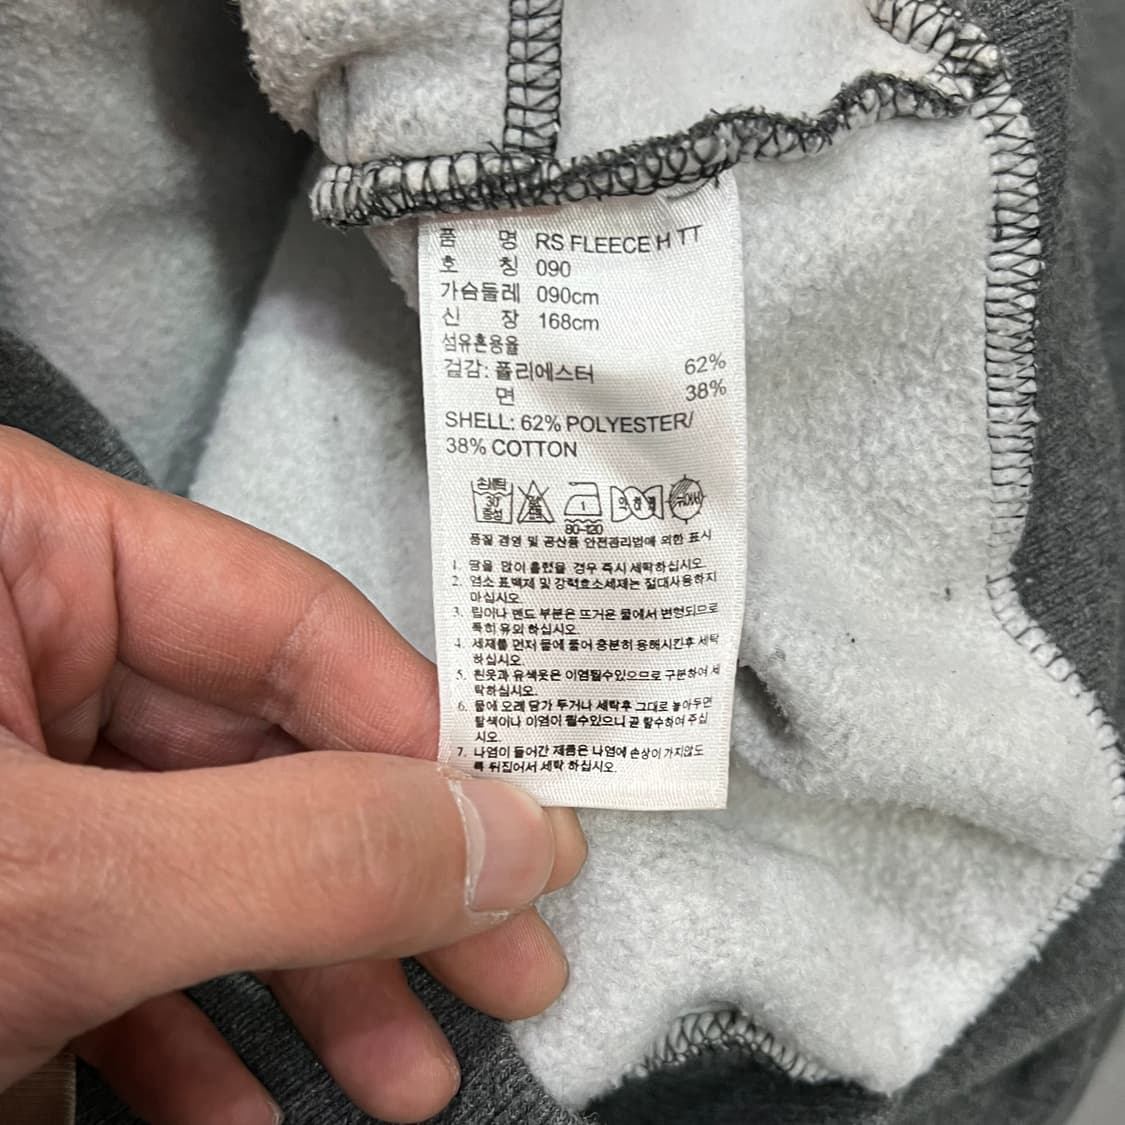 품 명 RS FLEECE H TT
호 칭 090
가슴둘레 090cm
신 장 168cm
섬유혼용율
겉감: 폴리에스터 62%
면 38%
SHELL: 62% POLYESTER/
38% COTTON
손세탁
30
중성
1
80~120
품질 경영 및 공산품 안전관리법에 의한 표시
1. 땀을 많이 흘렸을 경우 즉시 세탁하십시오.
2. 염소 표백제 및 강력효소세제는 절대사용하지
마십시오.
3. 립이나 밴드 부분은 뜨거운 물에서 변형되므로
특히 유의 하십시오.
4. 세제를 먼저 물에 풀어 충분히 용해시킨후 세탁
하십시오.
5. 흰옷과 유색옷은 이염될수있으므로 구분하여 세
탁하십시오.
6. 물에 오래 담가 두거나 세탁후 그대로 놓아두면
탈색이나 이염이 될수있으니 곧 탈수하여 주십
시오.
7. 나염이 들어간 제품은 나염에 손상이 가지않도
록 뒤집어서 세탁 하십시오.